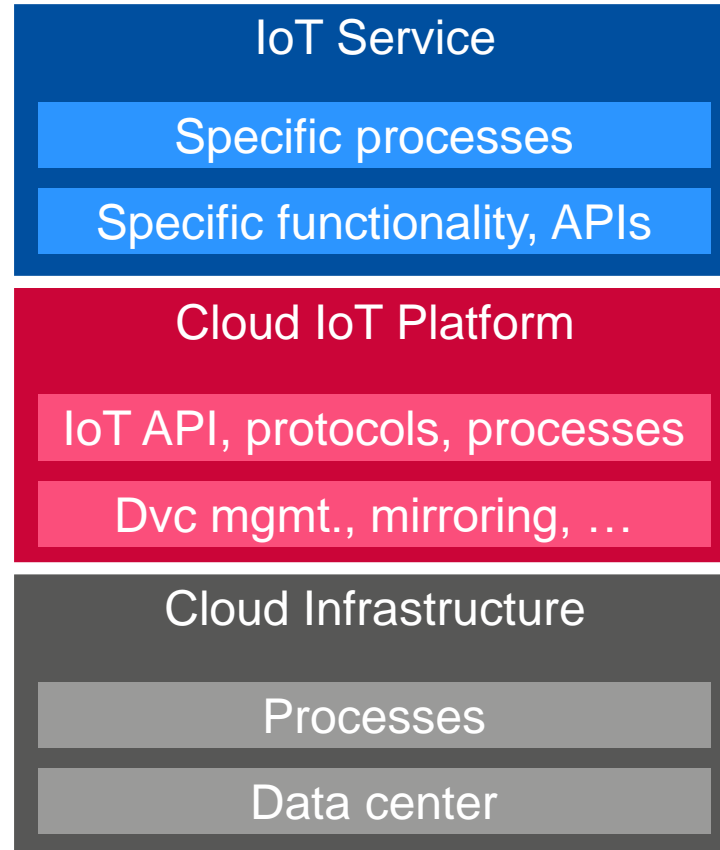 IoT Service
Specific processes
Specific functionality, APIs
Cloud IoT Platform
IoT API, protocols, processes
Dvc mgmt., mirroring, …
Cloud Infrastructure
Processes
Data center